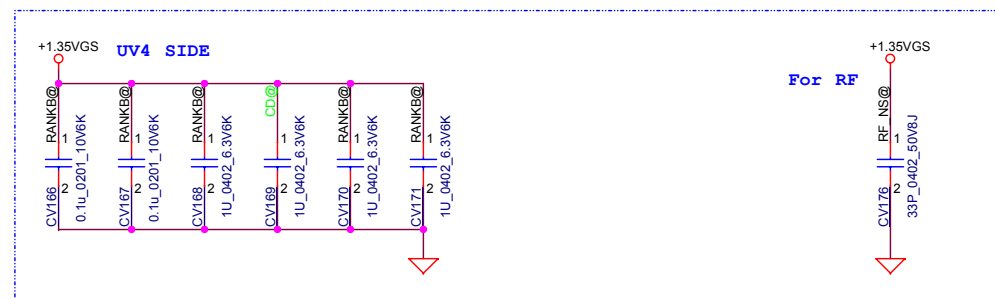 +1.35VGS
UV4 SIDE
RANKB@
1
2
CV166
0.1u_0201_10V6K
RANKB@
1
2
CV167
0.1u_0201_10V6K
RANKB@
1
2
CV168
1U_0402_6.3V6K
CD@
1
2
CV169
1U_0402_6.3V6K
RANKB@
1
2
CV170
1U_0402_6.3V6K
RANKB@
1
2
CV171
1U_0402_6.3V6K
+1.35VGS
For RF
RF_NS@
1
2
CV176
33P_0402_50V8J